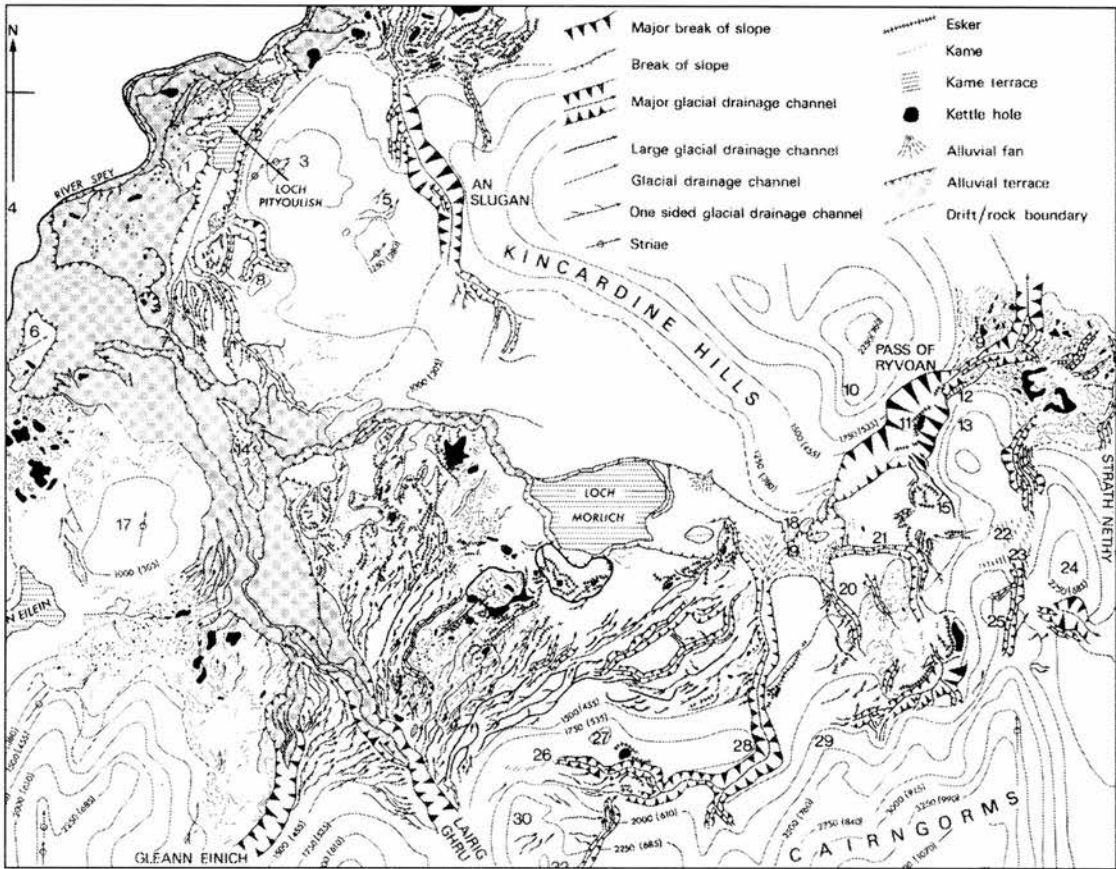 N
4
Major break of slope
Break of slope
Major glacial drainage channel
Large glacial drainage channel
Glacial drainage channel
One sided glacial drainage channel
Striae
Esker
Kame
Kame terrace
Kettle hole
Alluvial fan
Alluvial terrace
Drift/rock boundary
RIVER SPEY
LOCH
PITYOULISH
3
5
AN
SLUGAN
8
6
7
KINCARDINE HILLS
PASS OF
RYVOAN
10
11
12
13
14
15
LOCH
MORLICH
STRATH NETHY
17
18
19
20
21
22
23
24
25
N EILEIN
26
27
28
29
30
GLEANN EINICH
LAIRIG
GHRU
CAIRNGORMS
1000 (305)
1250 (380)
1500 (455)
1750 (535)
2000 (610)
2250 (685)